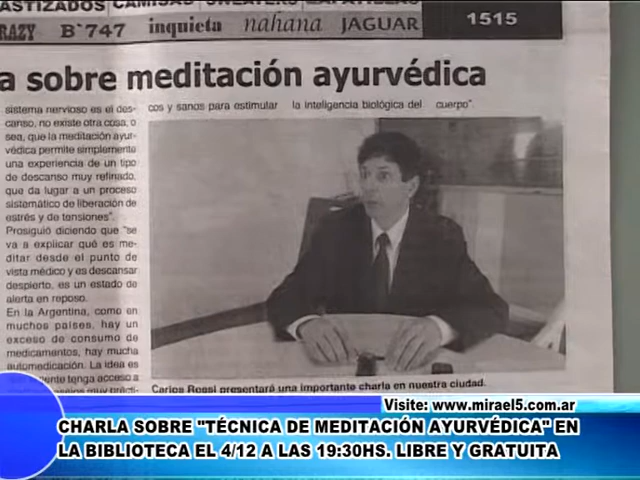 ASTIZADOS CAMISAS SWEATERS ZAPATILLAS
RAZY B'747 inquieta nahana JAGUAR 1515
a sobre meditación ayurvédica
sistema nervioso es el des-
canso, no existe otra cosa, o
sea, que la meditación ayur-
védica permite simplemente
una experiencia de un tipo
de descanso muy refinado,
que da lugar a un proceso
sistemático de liberación de
estrés y de tensiones".
Prosiguió diciendo que "se
va a explicar qué es me-
ditar desde el punto de
vista médico y es descansar
despierto, es un estado de
alerta en reposo.
En la Argentina, como en
muchos países, hay un
exceso de consumo de
medicamentos, hay mucha
automedicación. La idea es
tenga acceso a
cos y sanos para estimular
la inteligencia biológica del cuerpo".
Carlos Rossi presentará una importante charla en nuestra ciudad.
Visite: www.mirael5.com.ar
CHARLA SOBRE "TÉCNICA DE MEDITACIÓN AYURVÉDICA" EN
LA BIBLIOTECA EL 4/12 A LAS 19:30HS. LIBRE Y GRATUITA